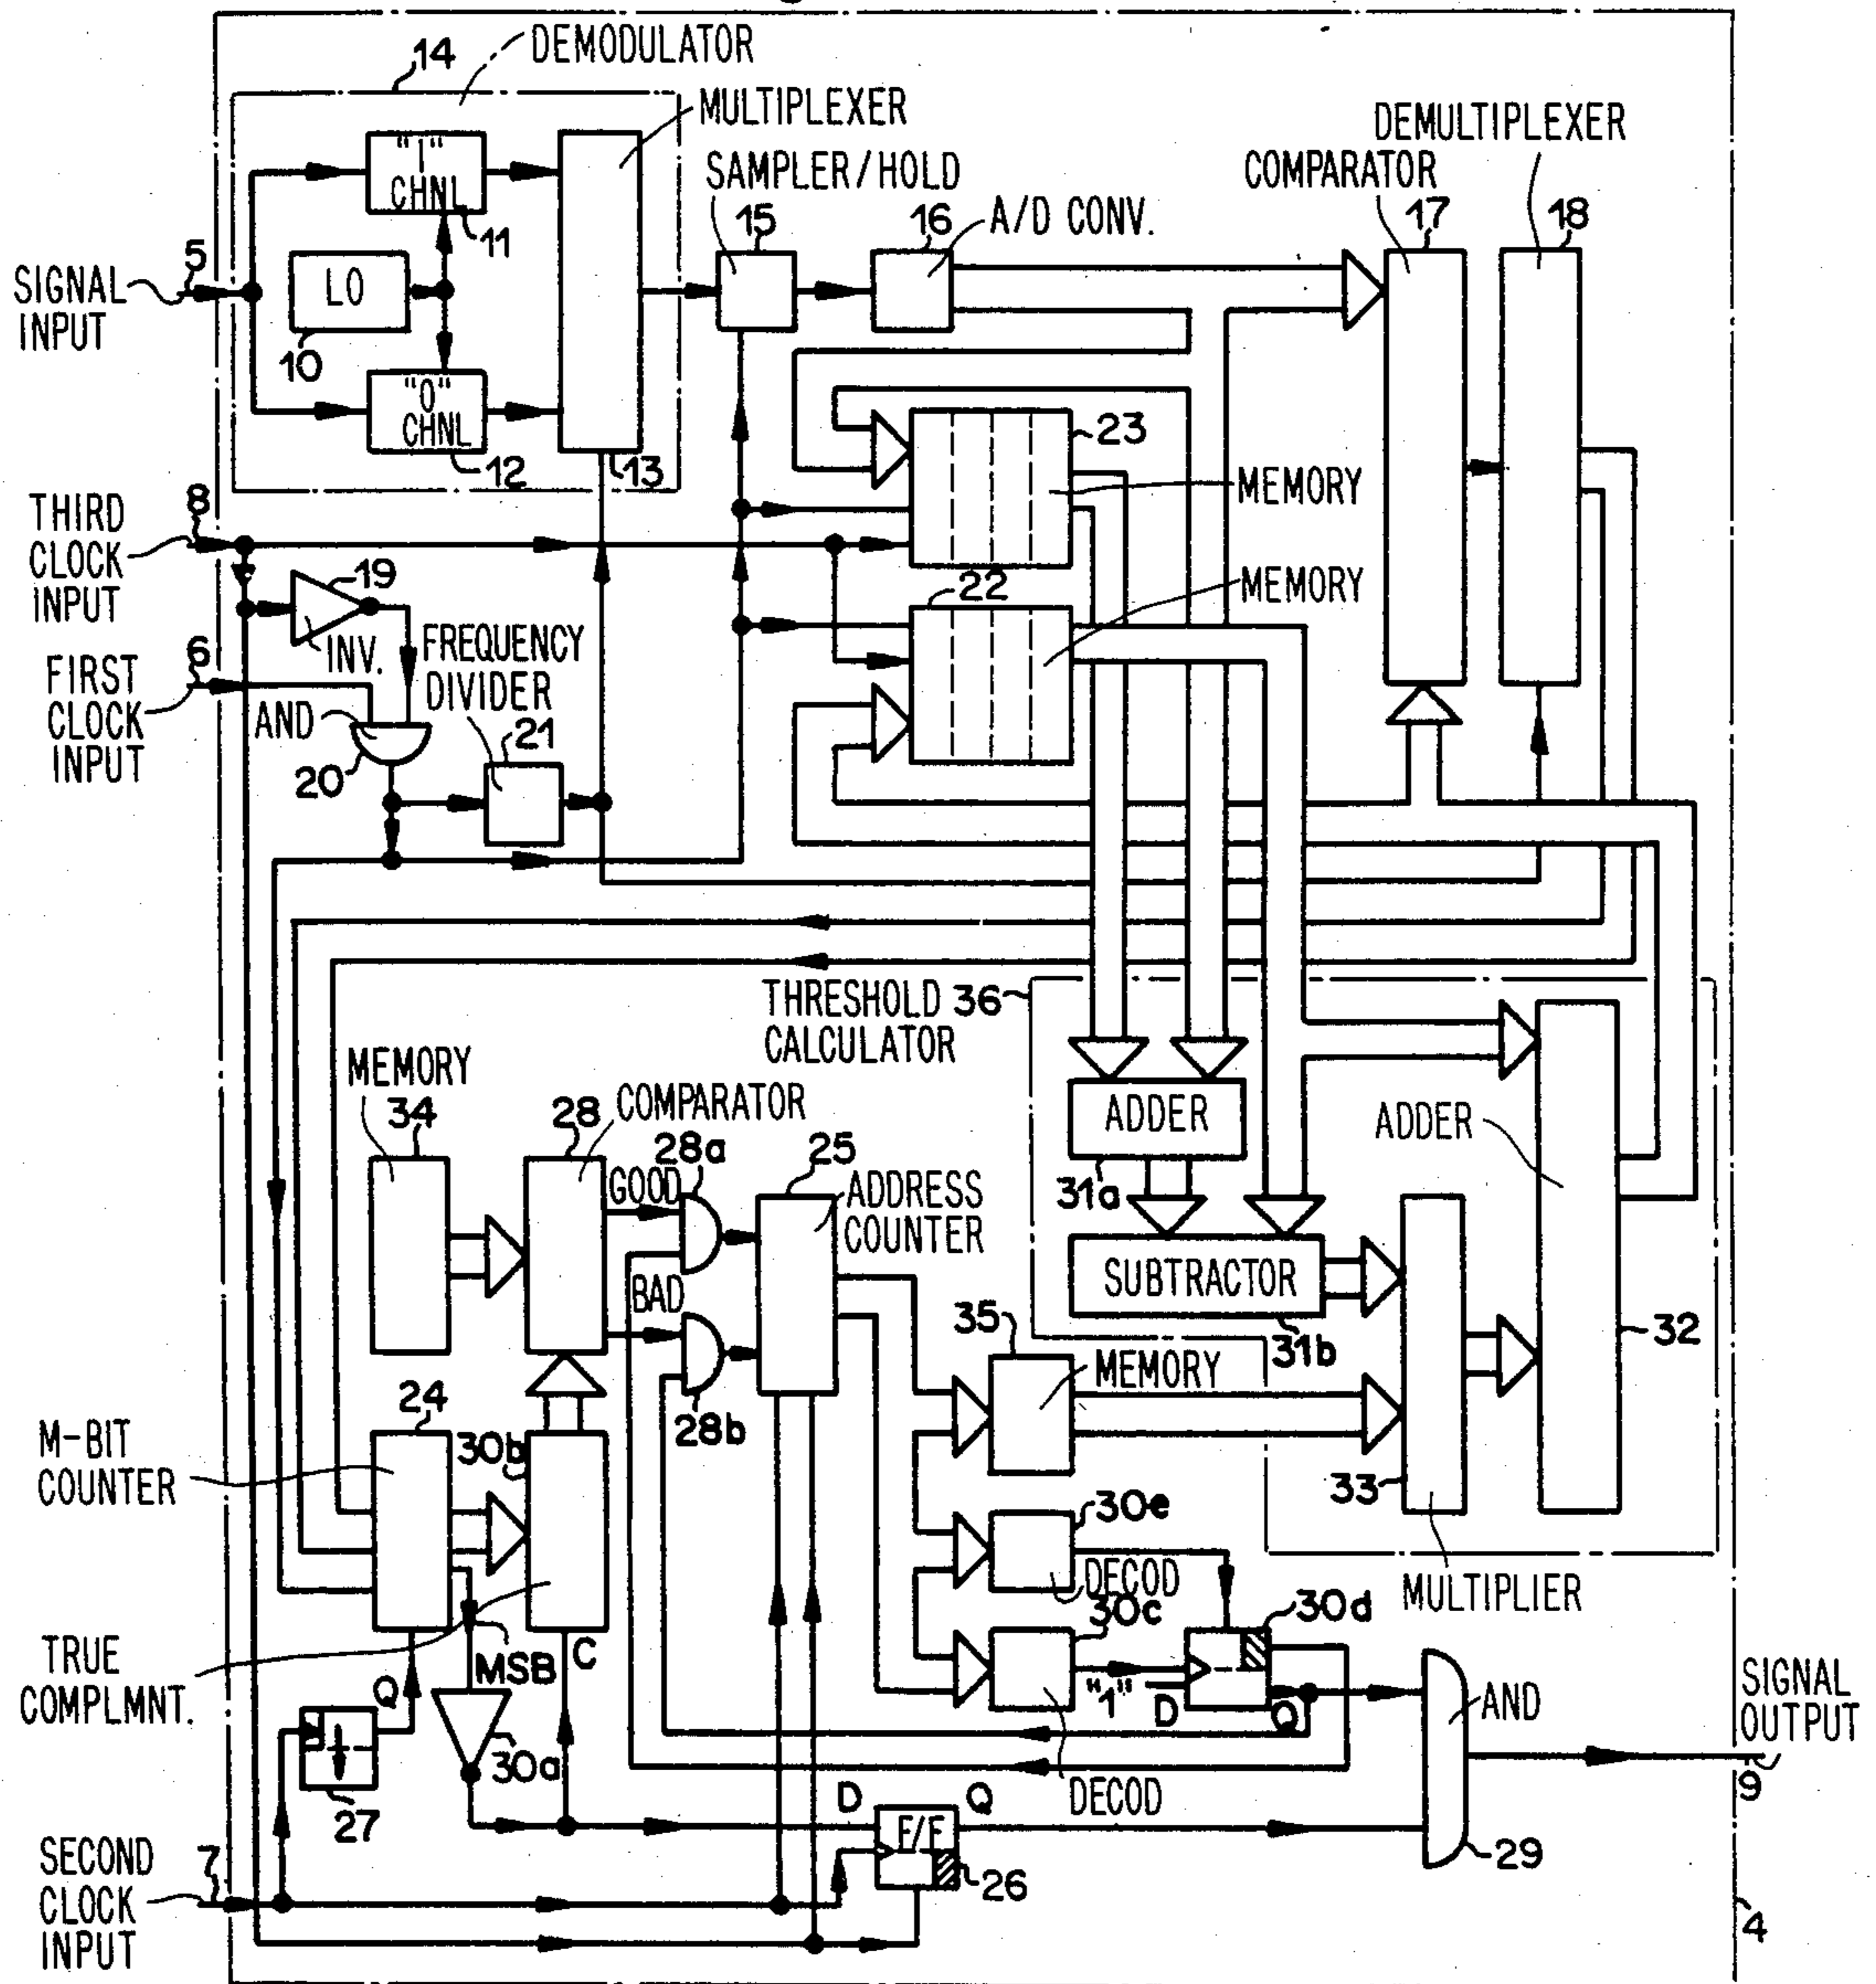 DEMODULATOR
14
MULTIPLEXER
DEMULTIPLEXER
"I"
CHNL
11
SAMPLER/HOLD
COMPARATOR
15
16
A/D CONV.
17
18
5
SIGNAL
INPUT
LO
10
"Q"
CHNL
12
13
23
MEMORY
8
THIRD
CLOCK
INPUT
19
INV.
22
MEMORY
6
FIRST
CLOCK
INPUT
FREQUENCY
DIVIDER
AND
20
21
THRESHOLD
CALCULATOR
36
MEMORY
34
28
COMPARATOR
28a
GOOD
25
ADDRESS
COUNTER
ADDER
31a
ADDER
BAD
SUBTRACTOR
31b
32
35
MEMORY
28b
24
M-BIT
COUNTER
30b
33
30e
DECOD
MULTIPLIER
30c
30d
TRUE
COMPLMNT.
MSB
C
"1"
D
Q
AND
SIGNAL
OUTPUT
9
Q
27
30a
DECOD
D
Q
F/F
26
29
SECOND
CLOCK
INPUT
7
4